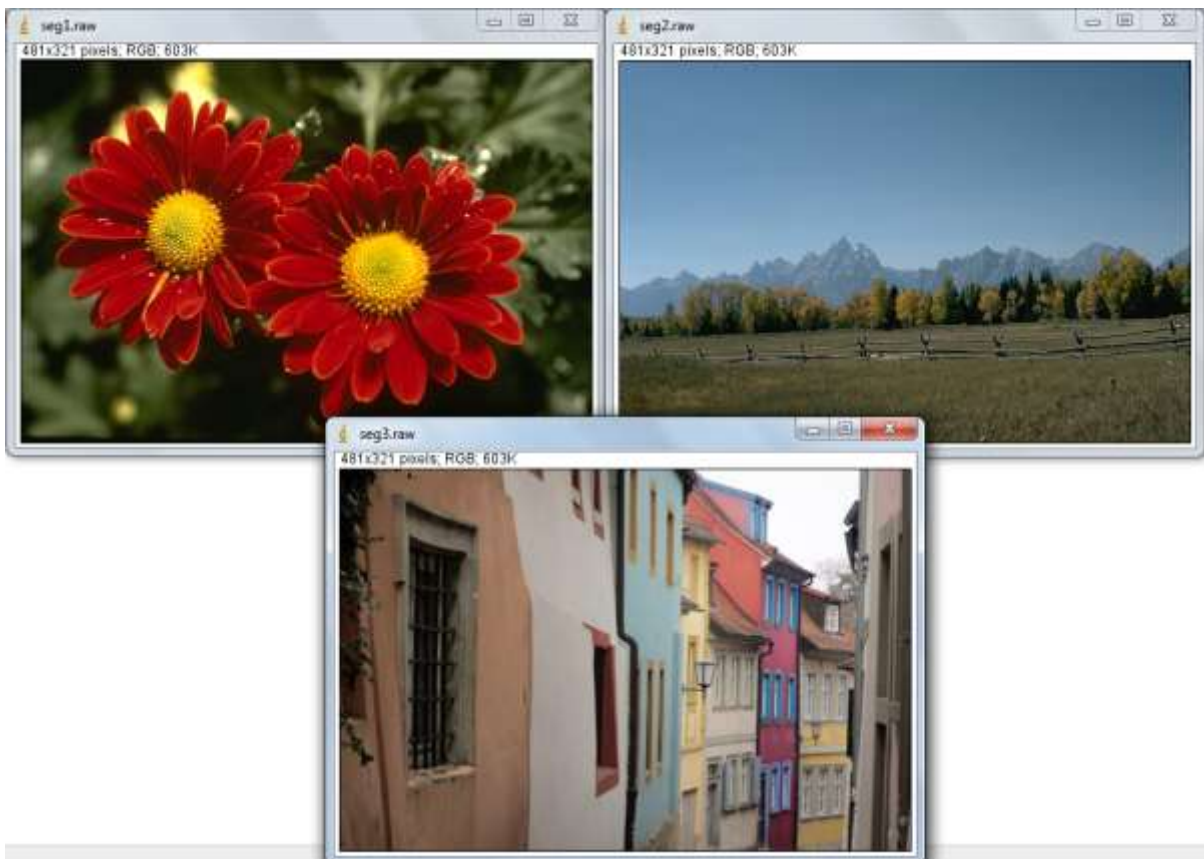 seg1.raw
481x321 pixels; RGB; 603K
seg2.raw
481x321 pixels; RGB; 603K
seg3.raw
481x321 pixels; RGB; 603K